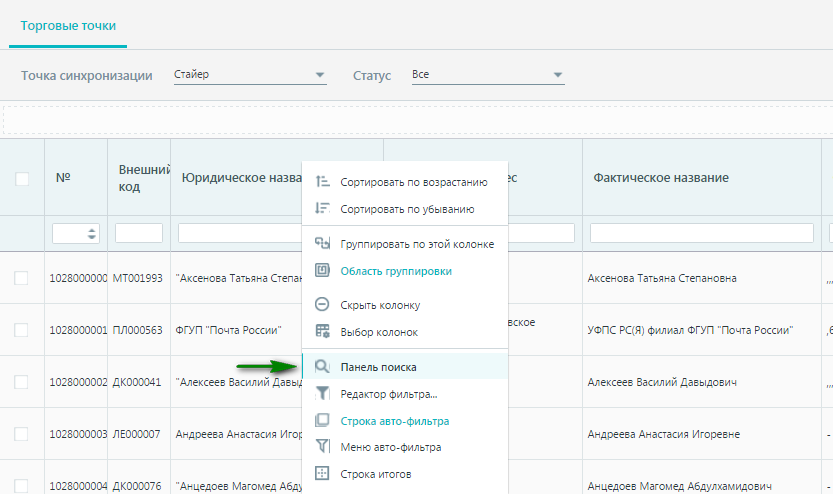 Торговые точки
Точка синхронизации Стайер Статус Все
№ Внешний код Юридическое назва ес Фактическое название
Сортировать по возрастанию
Сортировать по убыванию
Группировать по этой колонке
Область группировки
Скрыть колонку
Выбор колонок
Панель поиска
Редактор фильтра...
Строка авто-фильтра
Меню авто-фильтра
Строка итогов
1028000000 МТ001993 "Аксенова Татьяна Степан Аксенова Татьяна Степановна ,,,
1028000001 ПЛ000563 ФГУП "Почта России" вское УФПС РС(Я) филиал ФГУП "Почта России" ,6
1028000002 ДК000041 "Алексеев Василий Давыд Алексеев Василий Давыдович ,,,
1028000003 ЛЕ000007 Андреева Анастасия Игор Андреева Анастасия Игоревне -
1028000004 ДК000076 "Анцедоев Магомед Абду Анцедоев Магомед Абдулхамидович -